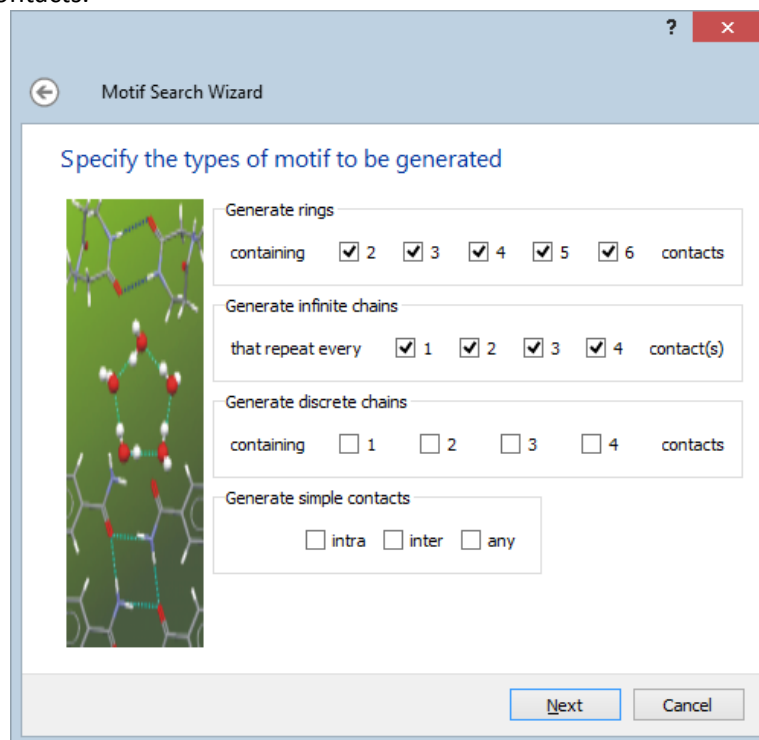 ? ×
Motif Search Wizard
Specify the types of motif to be generated
Generate rings
containing 2 3 4 5 6 contacts
Generate infinite chains
that repeat every 1 2 3 4 contact(s)
Generate discrete chains
containing 1 2 3 4 contacts
Generate simple contacts
intra inter any
Next Cancel